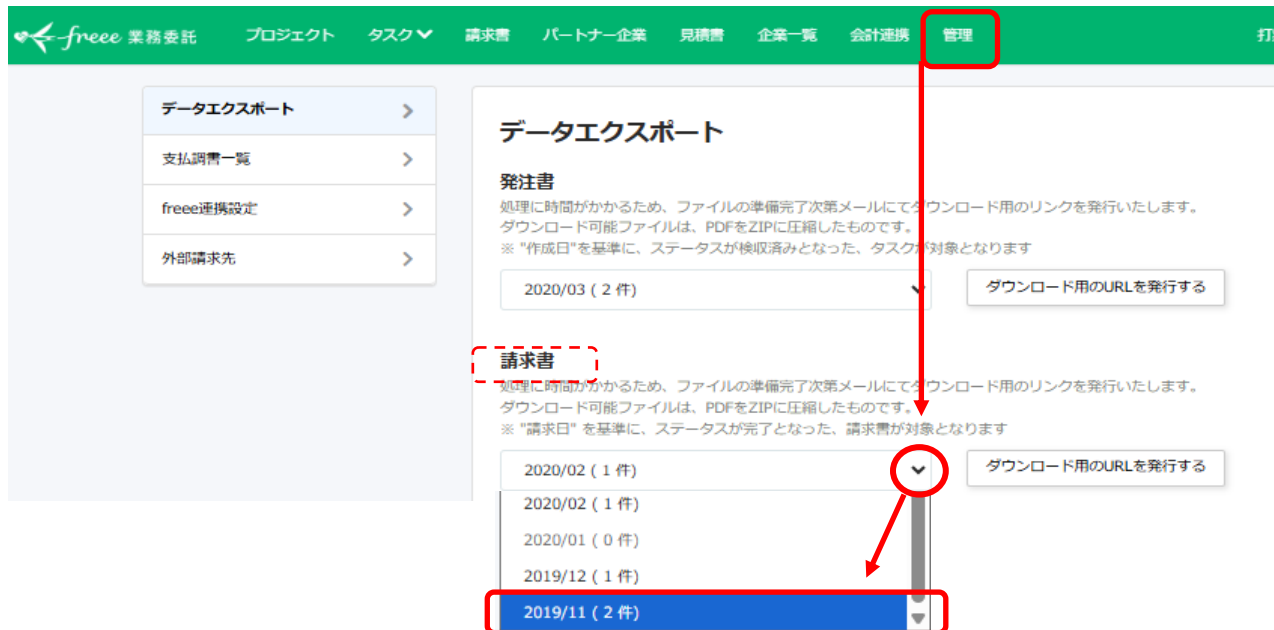 freee 業務委託 プロジェクト タスク 請求書 パートナー企業 見積書 企業一覧 会計連携 管理
データエクスポート
支払調書一覧
freee連携設定
外部請求先
データエクスポート
発注書
処理に時間がかかるため、ファイルの準備完了次第メールにてダウンロード用のリンクを発行いたします。
ダウンロード可能ファイルは、PDFをZIPに圧縮したものです。
※ "作成日"を基準に、ステータスが検収済みとなった、タスクが対象となります
2020/03 ( 2 件) ダウンロード用のURLを発行する
請求書
処理に時間がかかるため、ファイルの準備完了次第メールにてダウンロード用のリンクを発行いたします。
ダウンロード可能ファイルは、PDFをZIPに圧縮したものです。
※ "請求日" を基準に、ステータスが完了となった、請求書が対象となります
2020/02 ( 1 件) ダウンロード用のURLを発行する
2020/02 ( 1 件)
2020/01 ( 0 件)
2019/12 ( 1 件)
2019/11 ( 2 件)